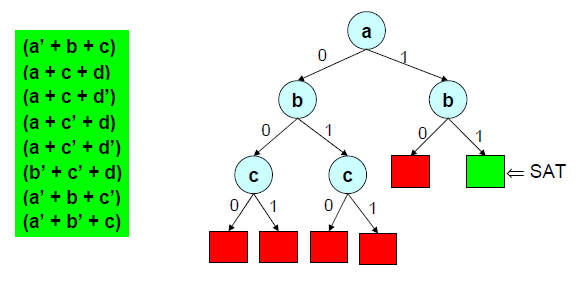 (a’ + b + c)
(a + c + d)
(a + c + d’)
(a + c’ + d)
(a + c’ + d’)
(b’ + c’ + d)
(a’ + b + c’)
(a’ + b’ + c)
a
0 1
b b
0 1 0 1
c c ⇐ SAT
0 1 0 1